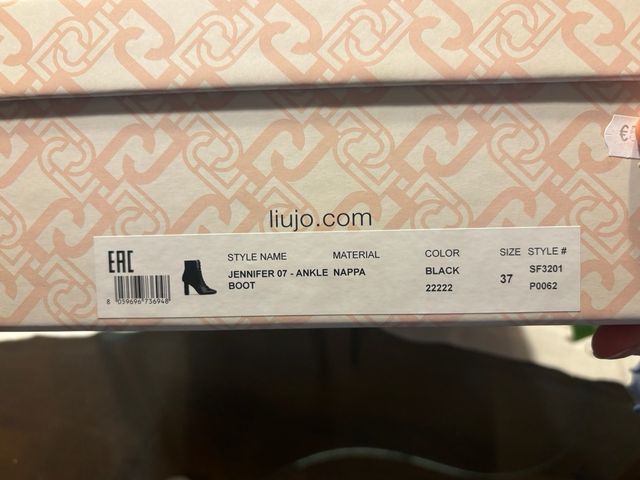 €
liujo.com
EAC
8 059696 736948
STYLE NAME MATERIAL COLOR SIZE STYLE #
JENNIFER 07 - ANKLE NAPPA BLACK 37 SF3201
BOOT 22222 P0062